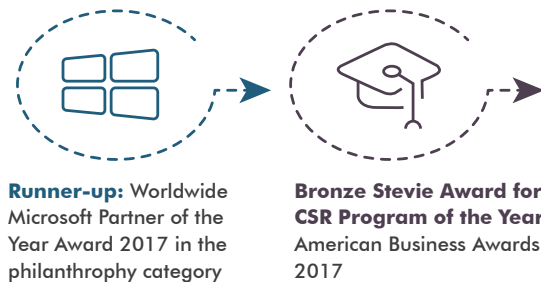 Runner-up: Worldwide
Microsoft Partner of the
Year Award 2017 in the
philanthrophy category
Bronze Stevie Award for
CSR Program of the Year
American Business Awards
2017